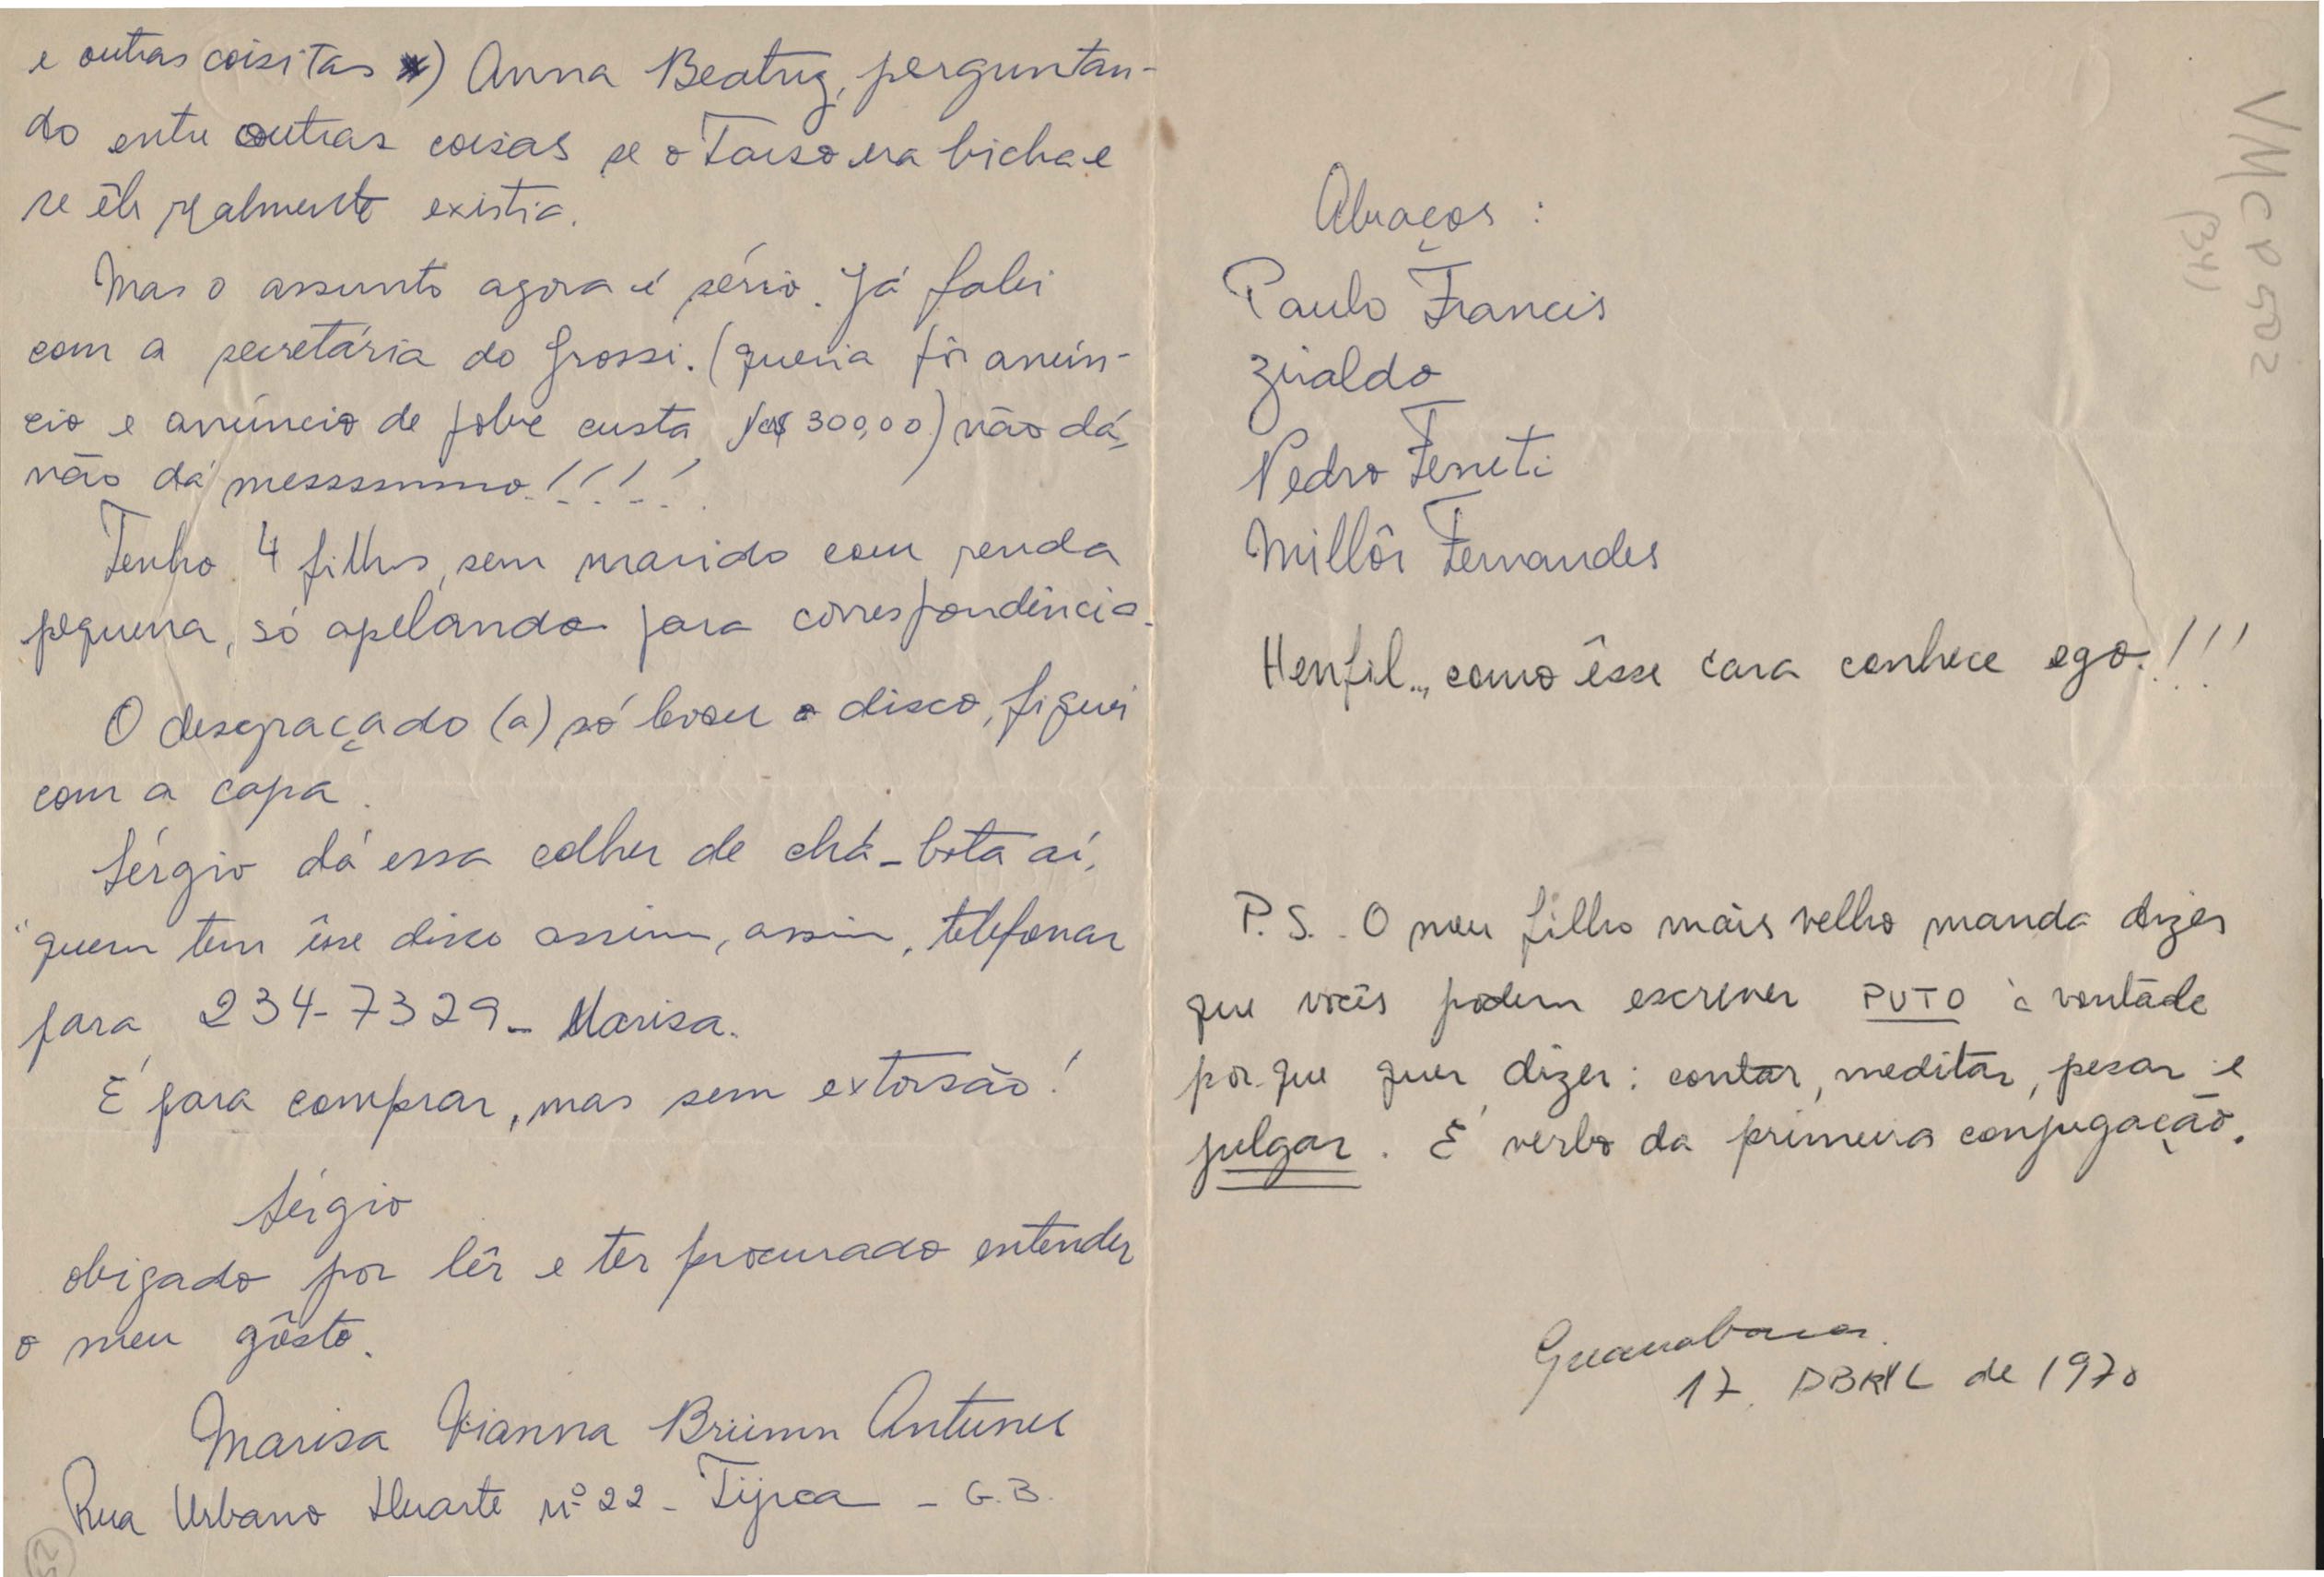 e outras coisitas) Anna Beatriz, perguntan-
do entre outras coisas se o Tarso era bicha e
se êle realmente existia.
Mas o assunto agora é sério. Já falei
com a secretária do Grossi. (queria pôr anún-
cio e anúncio de pobre custa 300,00) não dá,
não dá messssmmo!!!!
Tenho 4 filhos, sem marido com renda
pequena, só apelando para correspondência.
O desgraçado (a) só levou o disco, fiquei
com a capa.
Sérgio dá essa colher de chá - bota aí,
"quem tem êsse disco assim, assim, telefonar
para 234-7329 - Marisa.
É para comprar, mas sem extorsão!
Sérgio
obrigado por lêr e ter procurado entender
o meu gôsto.
Marisa Vianna Antunes
Rua Urbano Duarte nº 22 - Tijuca - G.B.
Abraços:
Paulo Francis
Ziraldo
Pedro Ferreti
Millôr Fernandes
Henfil.., como êsse cara conhece ego!!!
P.S. - O meu filho mais velho manda dizer
que vocês podem escrever PUTO à vontade
por que quer dizer: contar, meditar, pesar e
julgar. É verbo da primeira conjugação.
Guanabara.
17. ABRIL de 1970
VMcP502
(34)